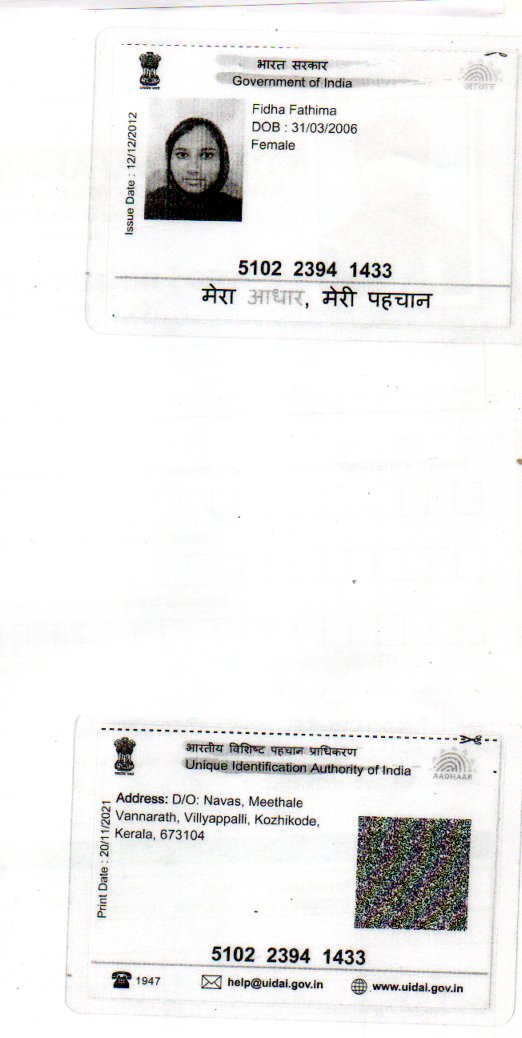 भारत सरकार
Government of India
आधार
Issue Date : 12/12/2012
Fidha Fathima
DOB : 31/03/2006
Female
5102 2394 1433
मेरा आधार, मेरी पहचान
भारतीय विशिष्ट पहचान प्राधिकरण
Unique Identification Authority of India
AADHAAR
Print Date : 20/11/2021
Address: D/O: Navas, Meethale
Vannarath, Villyappalli, Kozhikode,
Kerala, 673104
5102 2394 1433
1947 help@uidai.gov.in www.uidai.gov.in